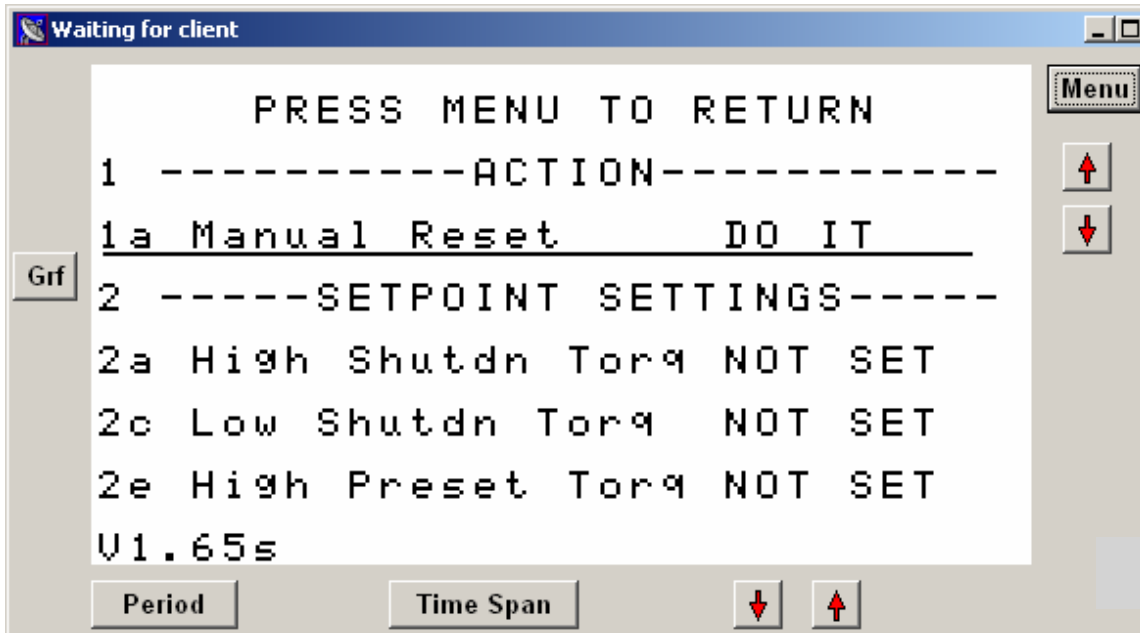 Waiting for client
Menu
PRESS MENU TO RETURN
1 ----------ACTION-----------
1a Manual Reset DO IT
Grf
2 -----SETPOINT SETTINGS-----
2a High Shutdn Torq NOT SET
2c Low Shutdn Torq NOT SET
2e High Preset Torq NOT SET
V1.65s
Period Time Span